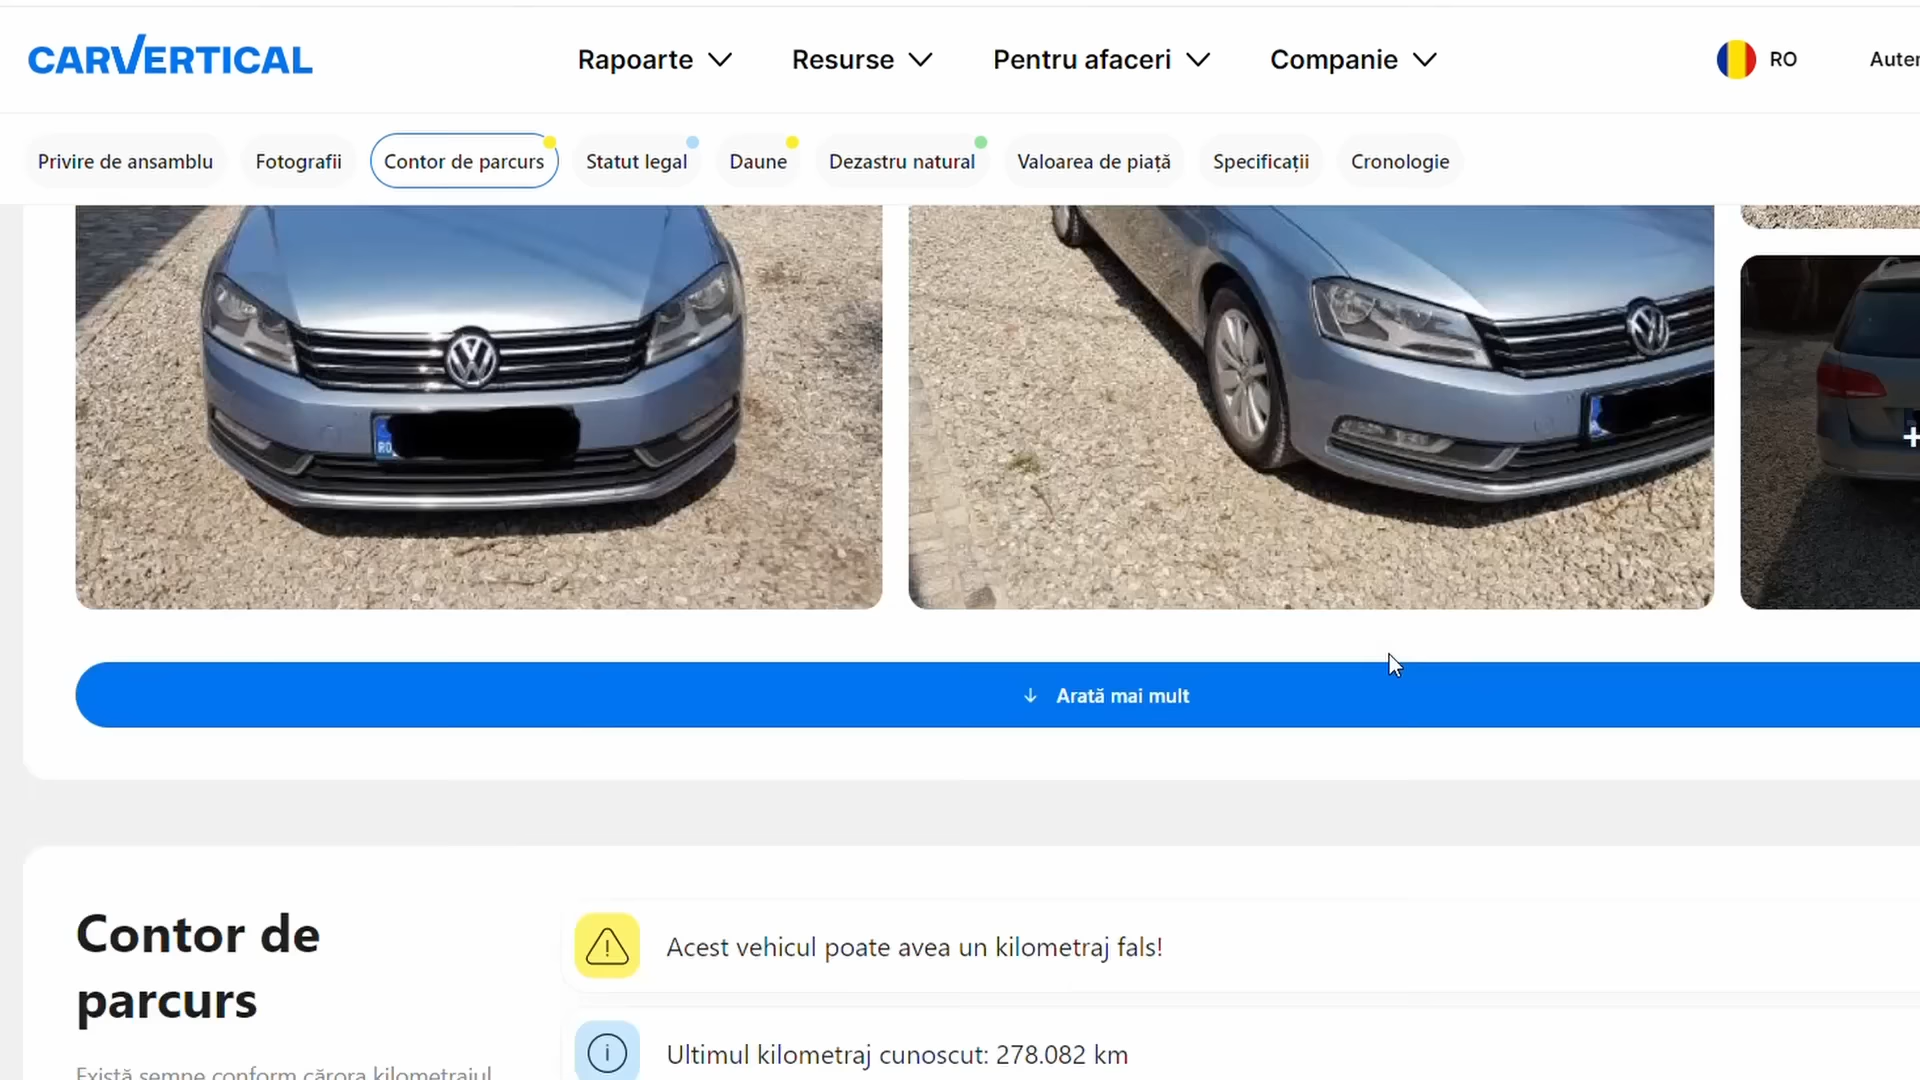 CARVERTICAL
Rapoarte Resurse Pentru afaceri Companie RO
Privire de ansamblu Fotografii Contor de parcurs Statut legal Daune Dezastru natural Valoarea de piață Specificații Cronologie
RO
Arată mai mult
Contor de
parcurs
Acest vehicul poate avea un kilometraj fals!
Ultimul kilometraj cunoscut: 278.082 km
Există semne conform cărora kilometrajul